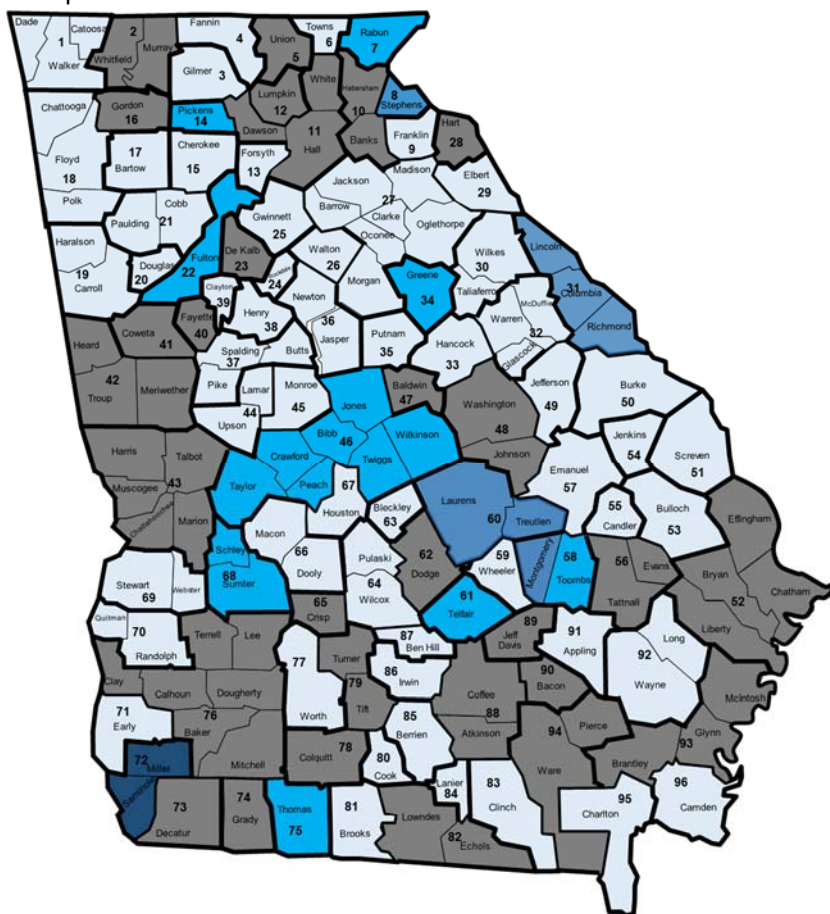 Dade
Catoosa
1
Walker
2
Murray
Whitfield
Fannin
4
Gilmer
3
Union
5
Towns
6
Rabun
7
8
Stephens
White
Habersham
10
Banks
Lumpkin
12
Dawson
11
Hall
Chattooga
Gordon
16
Pickens
14
Franklin
9
Hart
28
17
Bartow
Cherokee
15
Forsyth
13
Floyd
18
Polk
Cobb
21
Paulding
Jackson
Madison
27
Barrow
Clarke
Oconee
Oglethorpe
Elbert
29
Gwinnett
25
Haralson
19
Carroll
Douglas
20
Fulton
22
De Kalb
23
Rockdale
24
Walton
26
Morgan
Greene
34
Wilkes
30
Taliaferro
Lincoln
31
Columbia
Richmond
McDuffie
Warren
32
Glascock
Clayton
39
Henry
38
Newton
36
Jasper
Putnam
35
Hancock
33
Fayette
40
Coweta
41
Heard
42
Troup
Meriwether
Spalding
37
Butts
Pike
Lamar
44
Upson
Monroe
45
Jones
Baldwin
47
Washington
48
Johnson
Jefferson
49
Burke
50
Jenkins
54
Screven
51
Bibb
46
Wilkinson
Crawford
Twiggs
Peach
Taylor
Harris
Talbot
43
Muscogee
Chattahoochee
Marion
67
Houston
Bleckley
63
Laurens
60
Treutlen
Montgomery
Emanuel
57
55
Candler
Bulloch
53
Effingham
Macon
66
Dooly
Schley
68
Sumter
Pulaski
64
Wilcox
62
Dodge
59
Wheeler
58
Toombs
56
Evans
Tattnall
Bryan
52
Chatham
Liberty
Stewart
69
Webster
Quitman
70
Randolph
65
Crisp
61
Telfair
Terrell
Lee
87
Ben Hill
89
Jeff
Davis
91
Appling
Long
92
Wayne
McIntosh
Clay
Calhoun
Dougherty
76
Baker
Mitchell
77
Worth
Turner
79
Tift
86
Irwin
Coffee
88
Atkinson
90
Bacon
Pierce
94
Ware
Brantley
Glynn
93
71
Early
72
Miller
Seminole
73
Decatur
74
Grady
Thomas
75
78
Colquitt
80
Cook
85
Berrien
81
Brooks
Lanier
84
Lowndes
82
Echols
83
Clinch
95
Charlton
96
Camden